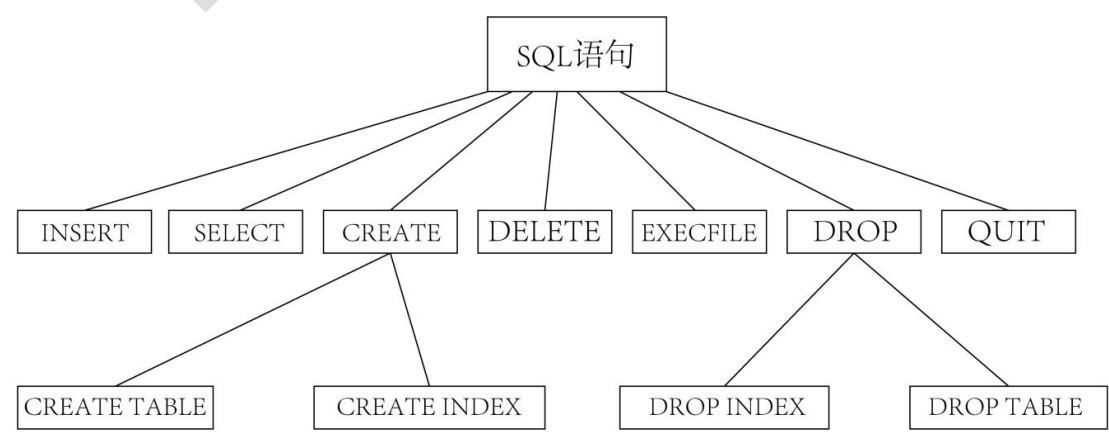 SQL语句
INSERT
SELECT
CREATE
DELETE
EXECFILE
DROP
QUIT
CREATE TABLE
CREATE INDEX
DROP INDEX
DROP TABLE